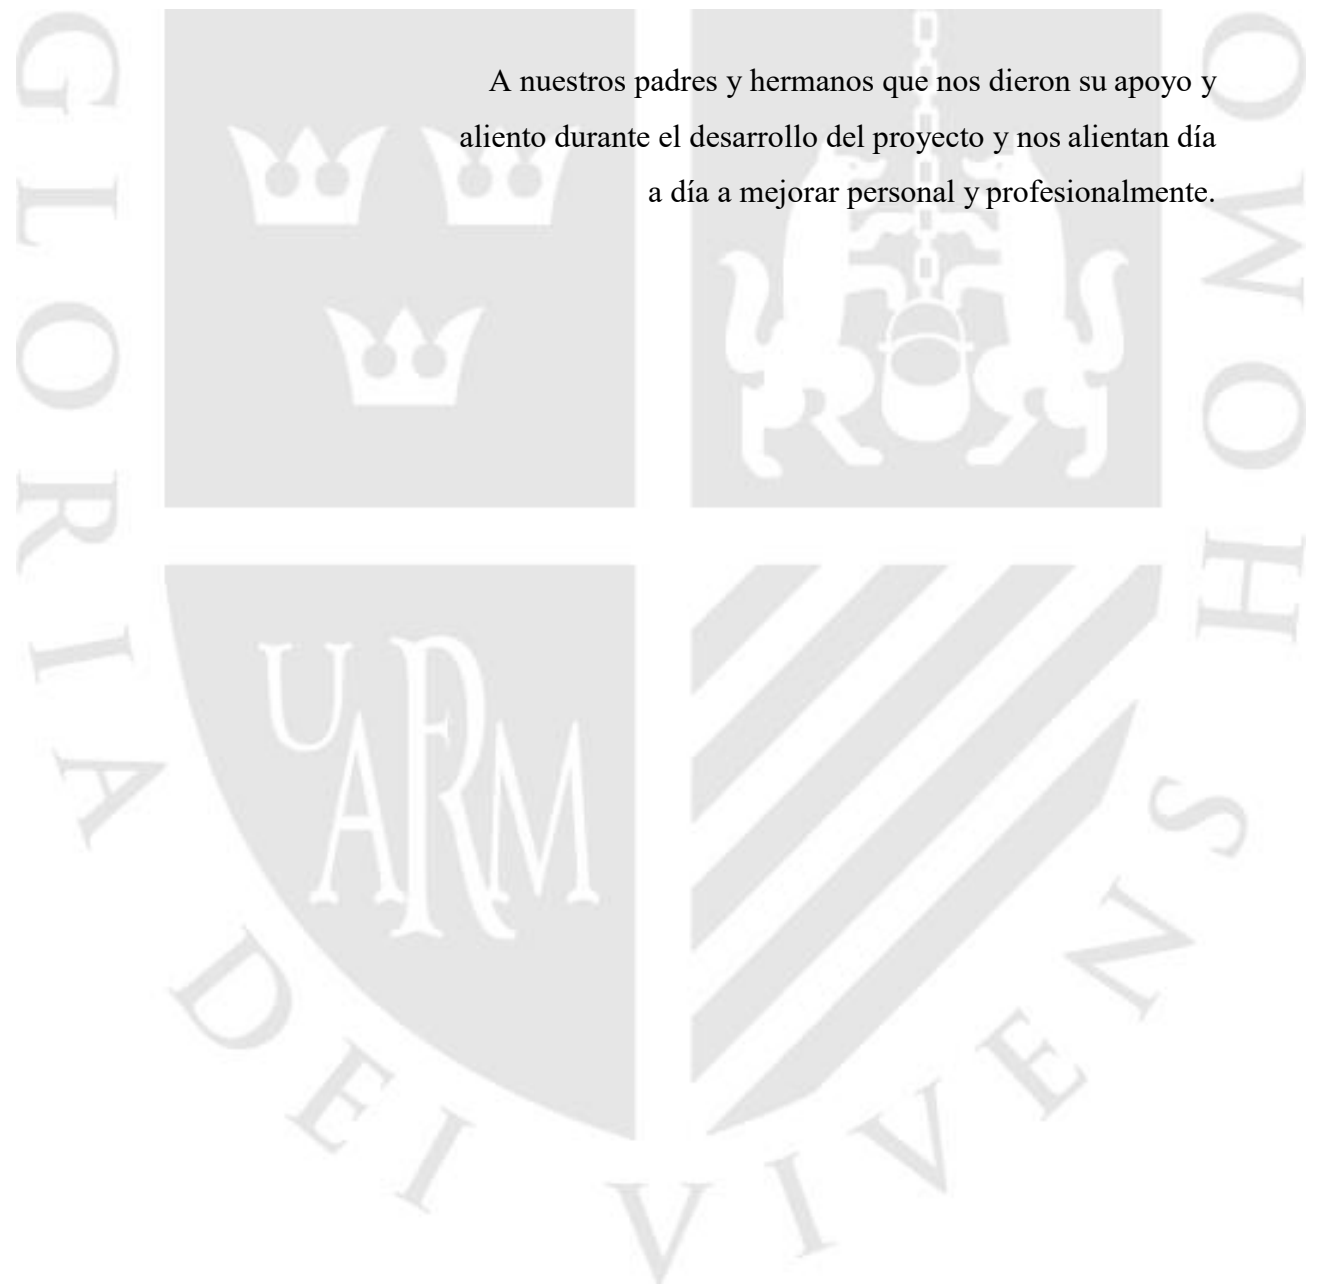 A nuestros padres y hermanos que nos dieron su apoyo y
aliento durante el desarrollo del proyecto y nos alientan día
a día a mejorar personal y profesionalmente.
GLORIA DEI VIVENS HOMO
UARM